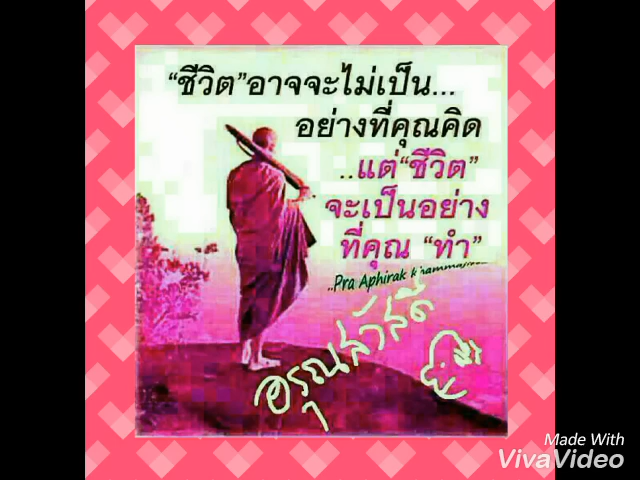 “ชีวิต”อาจจะไม่เป็น...
อย่างที่คุณคิด
..แต่“ชีวิต”
จะเป็นอย่าง
ที่คุณ “ทำ”
..Pra Aphirak
อรุณสวัสดิ์
Made With
VivaVideo